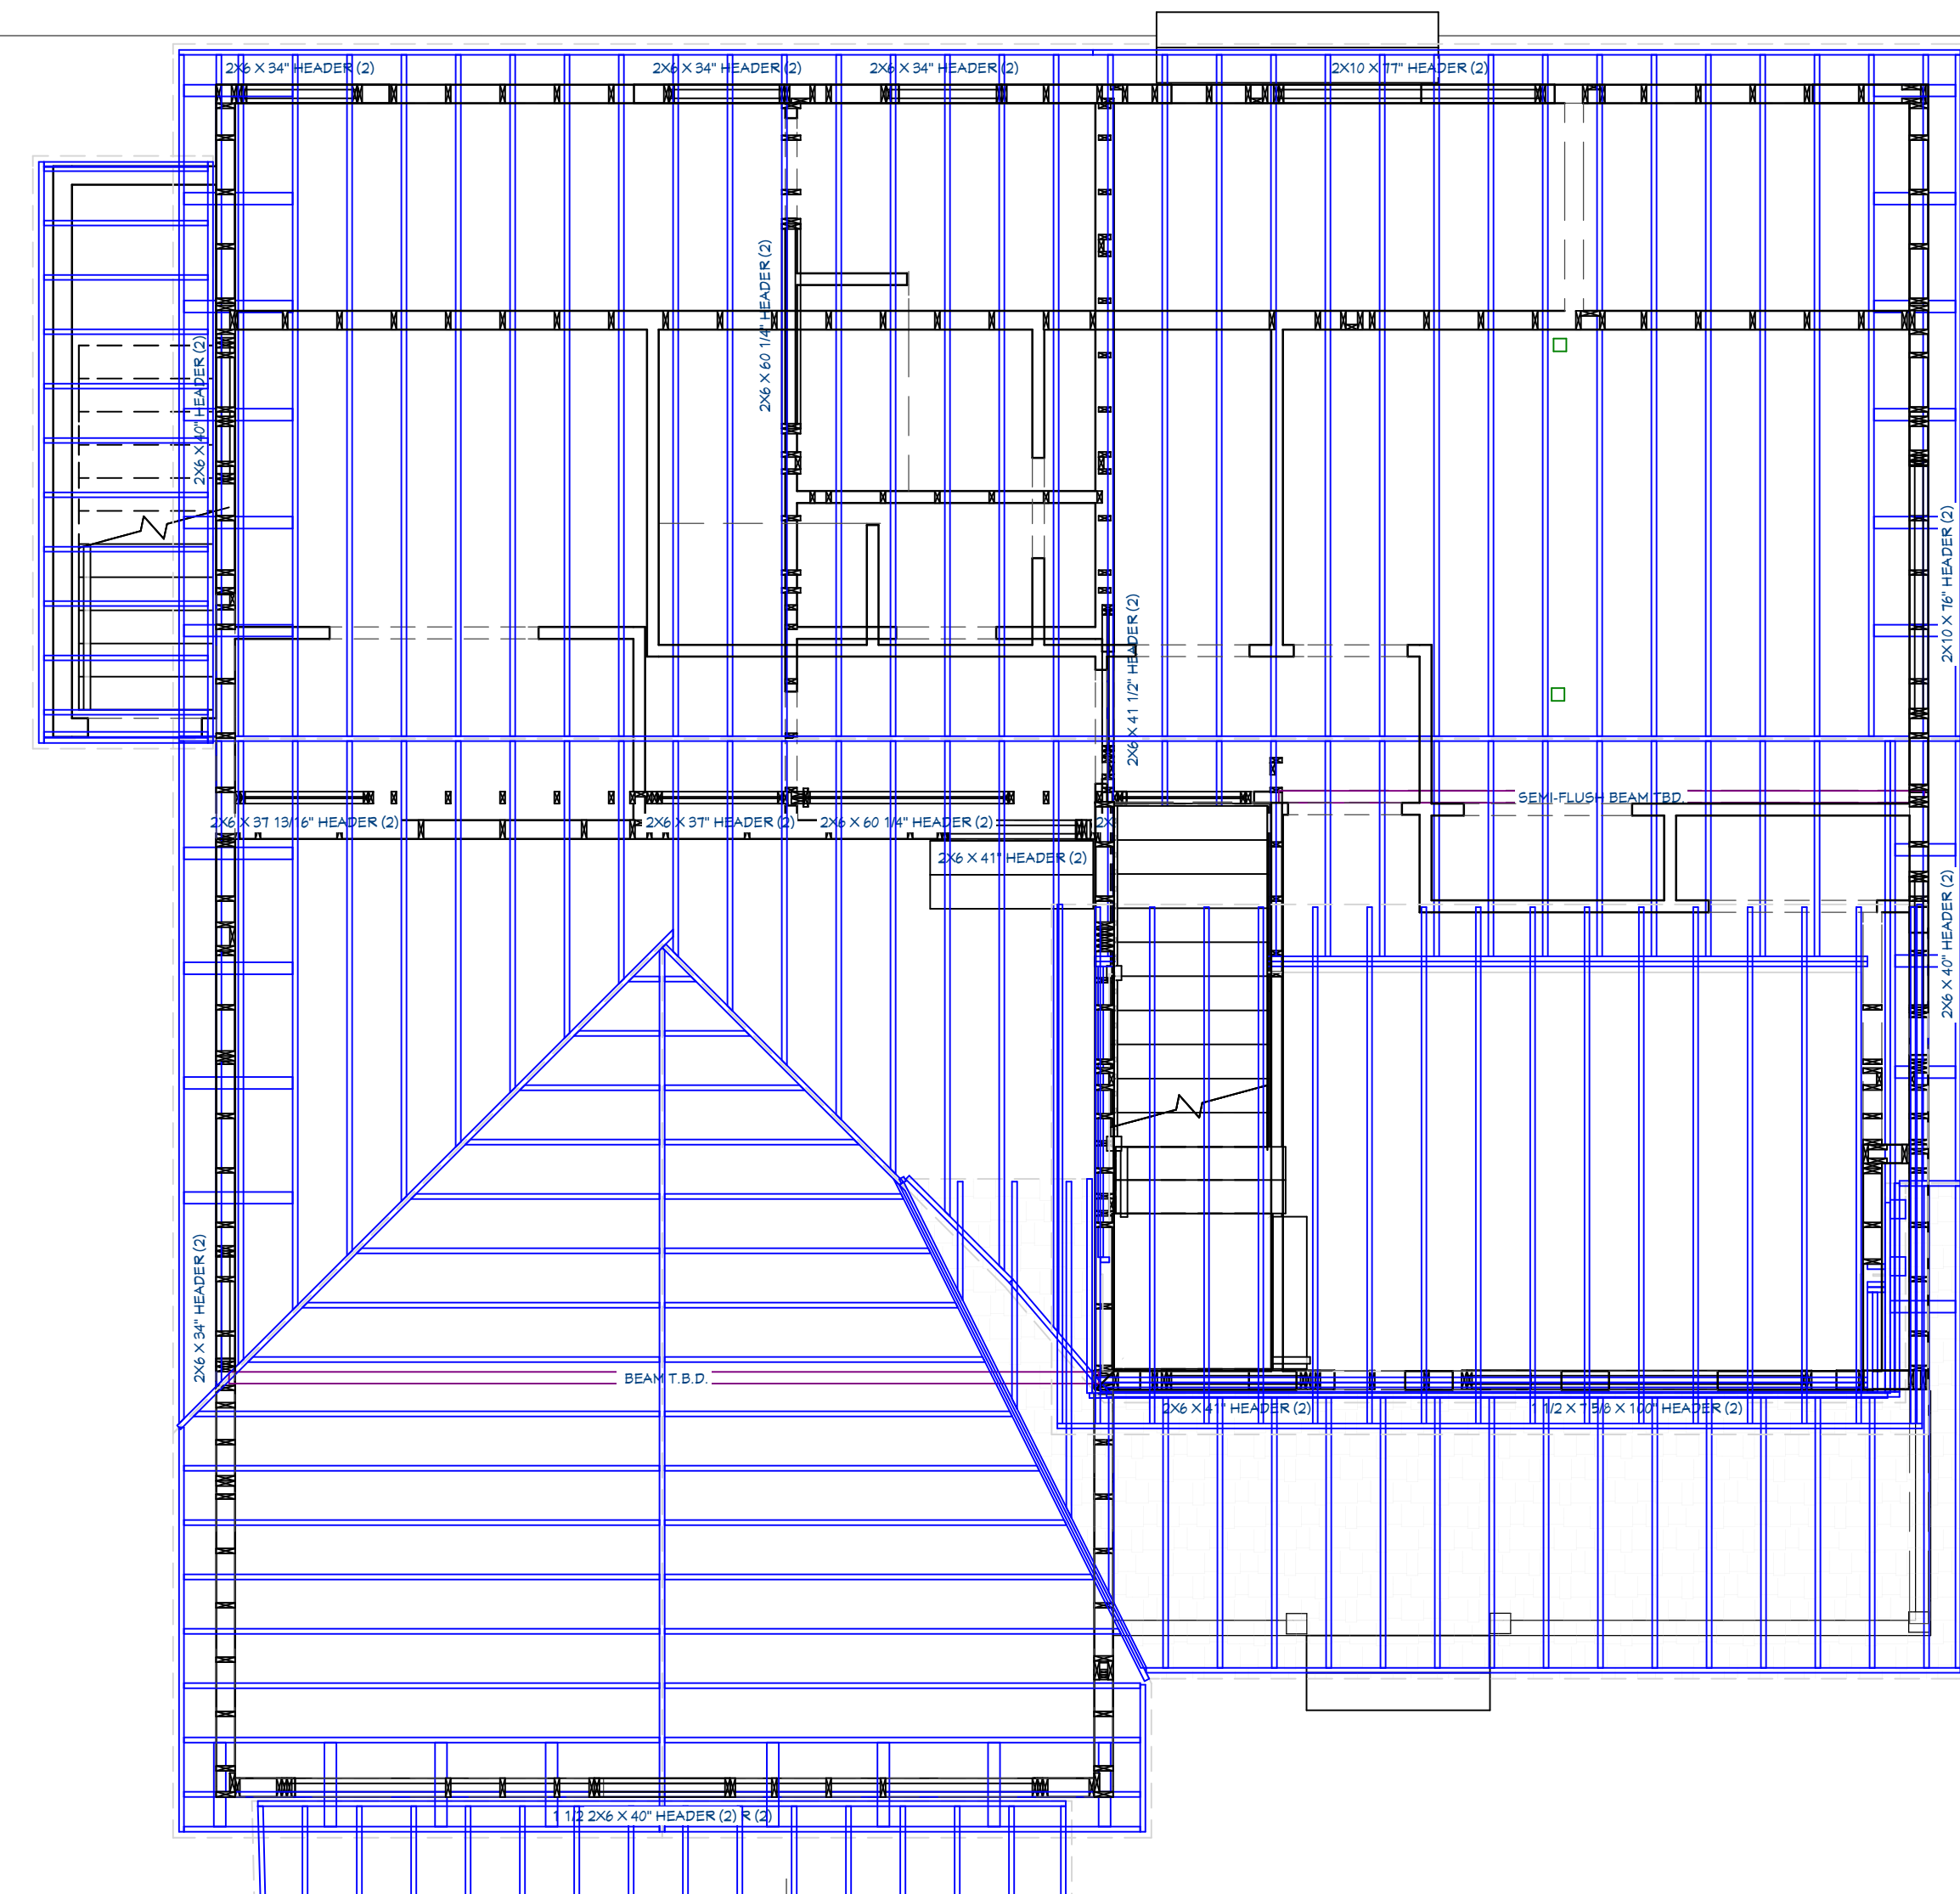 2X6 X 34" HEADER (2)
2X6 X 34" HEADER (2)
2X6 X 34" HEADER (2)
2X10 X 77" HEADER (2)
2X6 X 60 1/4" HEADER (2)
2X6 X 40" HEADER (2)
2X10 X 76" HEADER (2)
2X6 X 41 1/2" HEADER (2)
SEMI-FLUSH BEAM TBD.
2X6 X 37 13/16" HEADER (2)
2X6 X 37" HEADER (2)
2X6 X 60 1/4" HEADER (2)
2X
2X6 X 41" HEADER (2)
2X6 X 40" HEADER (2)
2X6 X 34" HEADER (2)
BEAM T.B.D.
2X6 X 41" HEADER (2)
1 1/2 X 7 5/8 X 100" HEADER (2)
1 1/2 2X6 X 40" HEADER (2) R (2)